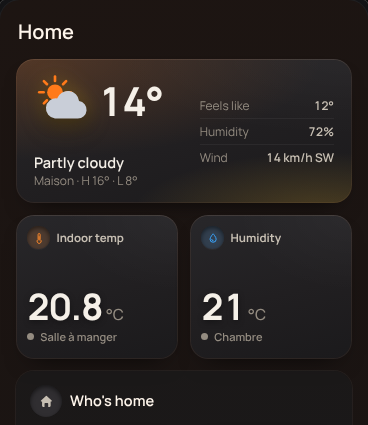 Home
14°
Feels like 12°
Humidity 72%
Wind 14 km/h SW
Partly cloudy
Maison · H 16° · L 8°
Indoor temp
20.8 °C
Salle à manger
Humidity
21 °C
Chambre
Who's home